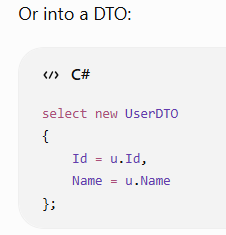 Or into a DTO:
</> C#
select new UserDTO
{
    Id = u.Id,
    Name = u.Name
};